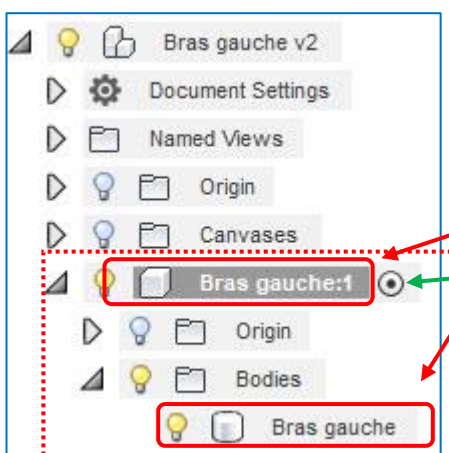 Bras gauche v2
Document Settings
Named Views
Origin
Canvases
Bras gauche:1
Origin
Bodies
Bras gauche